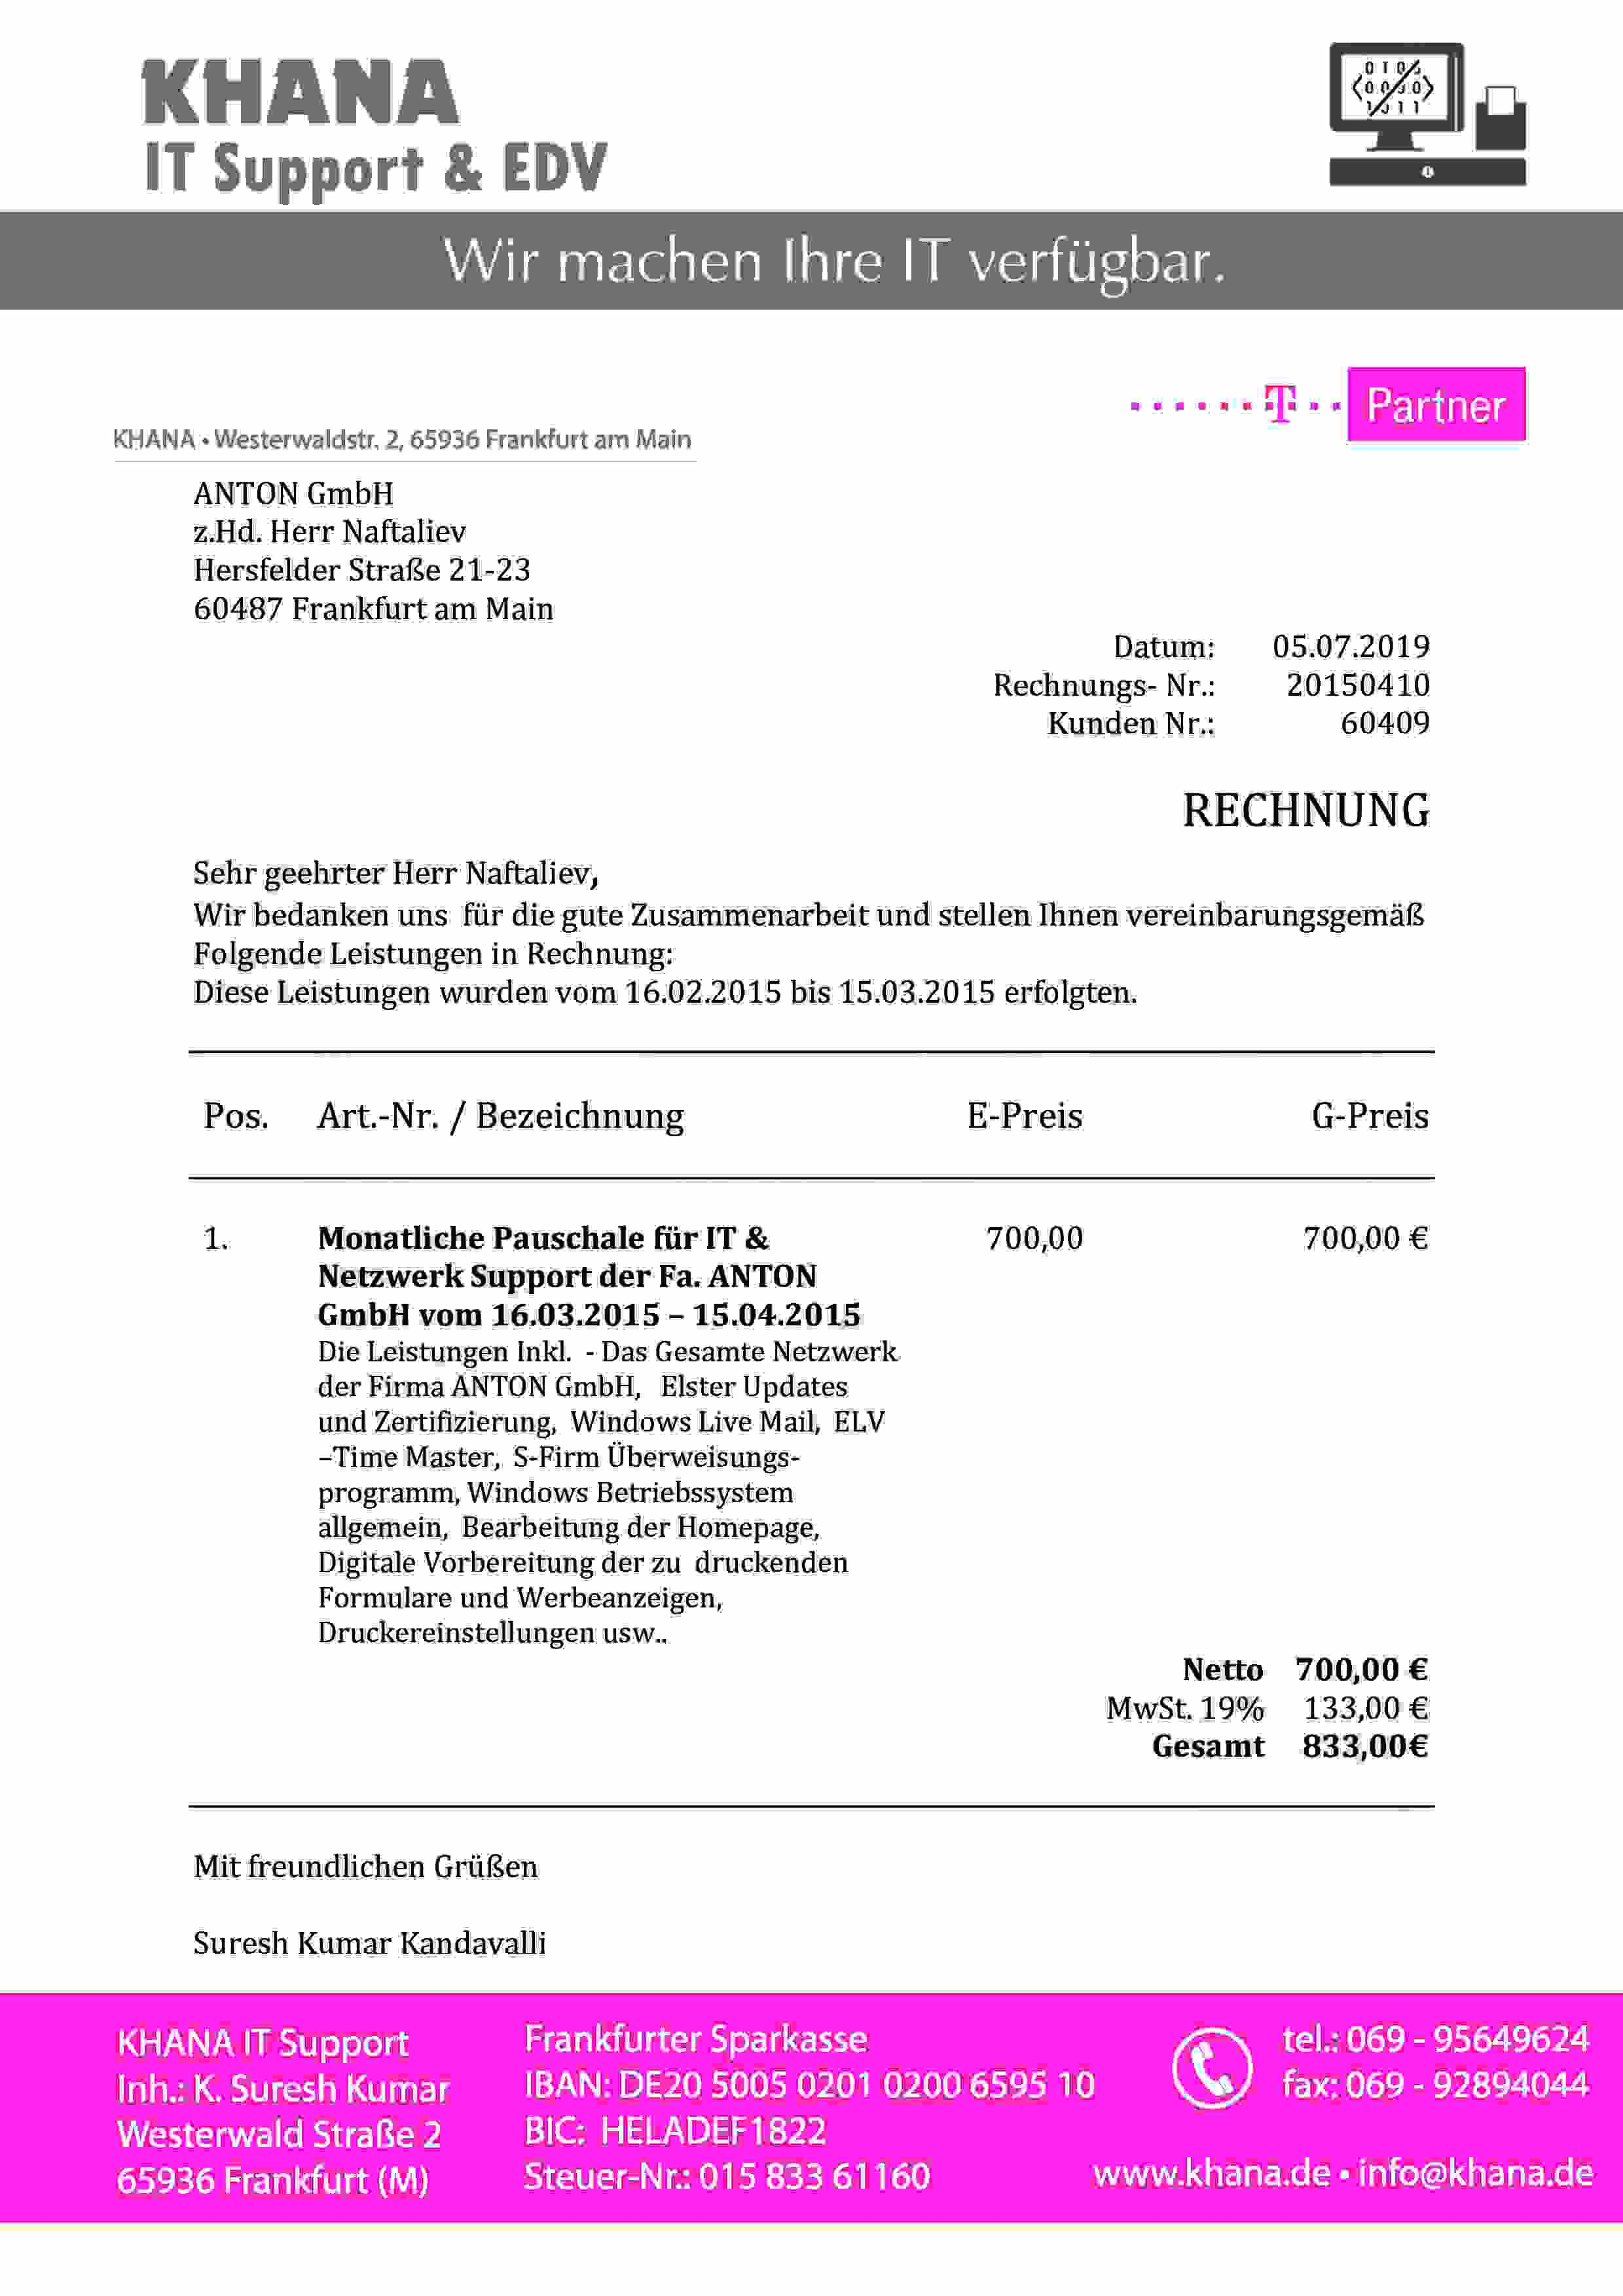 KHANA
IT Support & EDV
Wir machen Ihre IT verfügbar.
T Partner
KHANA • Westerwaldstr. 2, 65936 Frankfurt am Main
ANTON GmbH
z.Hd. Herr Naftaliev
Hersfelder Straße 21-23
60487 Frankfurt am Main
Datum: 05.07.2019
Rechnungs- Nr.: 20150410
Kunden Nr.: 60409
RECHNUNG
Sehr geehrter Herr Naftaliev,
Wir bedanken uns für die gute Zusammenarbeit und stellen Ihnen vereinbarungsgemäß
Folgende Leistungen in Rechnung:
Diese Leistungen wurden vom 16.02.2015 bis 15.03.2015 erfolgten.
Pos. Art.-Nr. / Bezeichnung E-Preis G-Preis
1. Monatliche Pauschale für IT & 700,00 700,00 €
Netzwerk Support der Fa. ANTON
GmbH vom 16.03.2015 – 15.04.2015
Die Leistungen Inkl. - Das Gesamte Netzwerk
der Firma ANTON GmbH, Elster Updates
und Zertifizierung, Windows Live Mail, ELV
–Time Master, S-Firm Überweisungs-
programm, Windows Betriebssystem
allgemein, Bearbeitung der Homepage,
Digitale Vorbereitung der zu druckenden
Formulare und Werbeanzeigen,
Druckereinstellungen usw..
Netto 700,00 €
MwSt. 19% 133,00 €
Gesamt 833,00€
Mit freundlichen Grüßen
Suresh Kumar Kandavalli
KHANA IT Support
Inh.: K. Suresh Kumar
Westerwald Straße 2
65936 Frankfurt (M)
Frankfurter Sparkasse
IBAN: DE20 5005 0201 0200 6595 10
BIC: HELADEF1822
Steuer-Nr.: 015 833 61160
tel.: 069 - 95649624
fax: 069 - 92894044
www.khana.de • info@khana.de